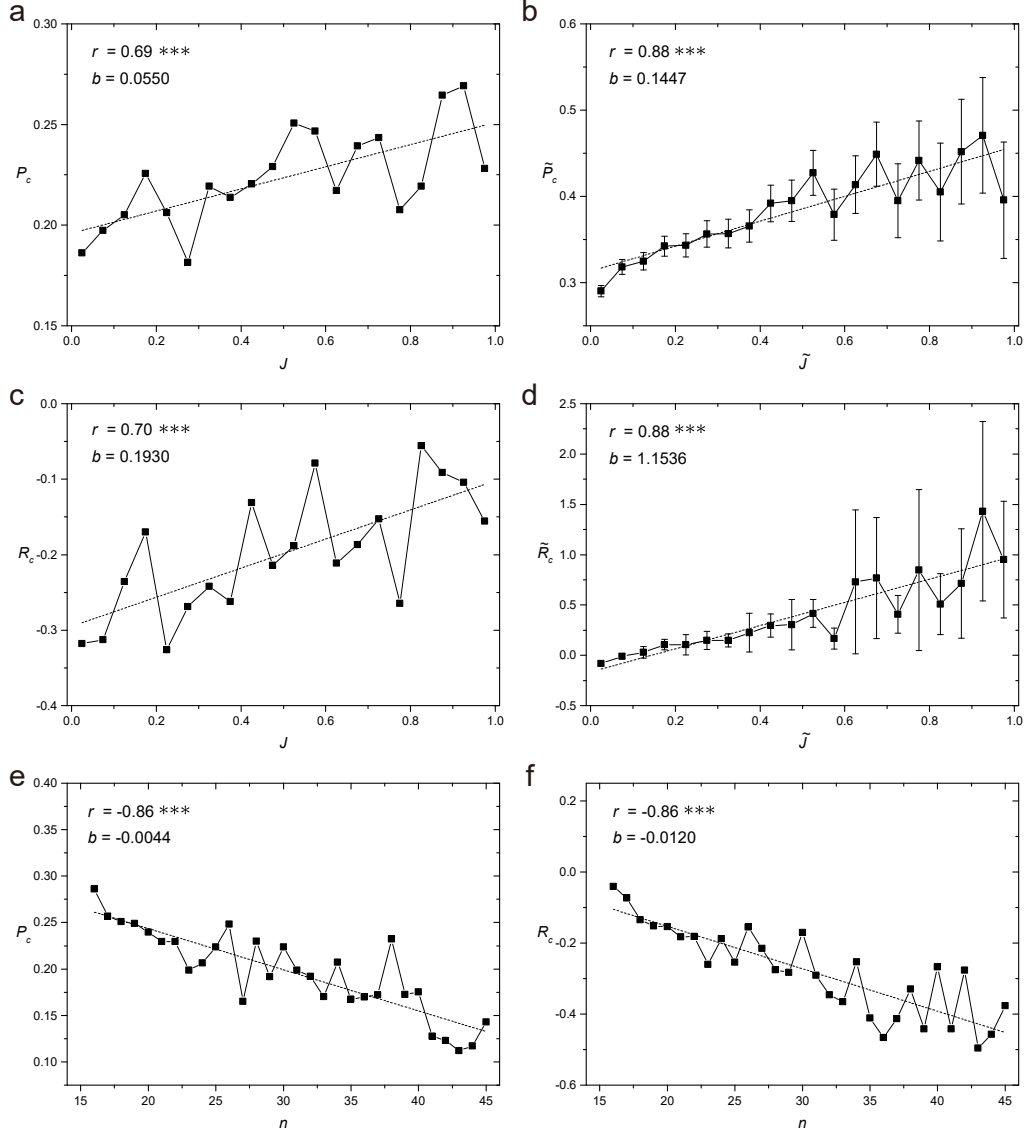 a
0.30
0.25
0.20
0.15
P_c
r = 0.69 ***
b = 0.0550
0.0 0.2 0.4 0.6 0.8 1.0
J
b
0.6
0.5
0.4
0.3
P̃_c
r = 0.88 ***
b = 0.1447
0.0 0.2 0.4 0.6 0.8 1.0
J̃
c
0.0
-0.1
-0.2
-0.3
-0.4
R_c
r = 0.70 ***
b = 0.1930
0.0 0.2 0.4 0.6 0.8 1.0
J
d
2.5
2.0
1.5
1.0
0.5
0.0
-0.5
R̃_c
r = 0.88 ***
b = 1.1536
0.0 0.2 0.4 0.6 0.8 1.0
J̃
e
0.40
0.35
0.30
0.25
0.20
0.15
0.10
P_c
r = -0.86 ***
b = -0.0044
15 20 25 30 35 40 45
n
f
0.2
0.0
-0.2
-0.4
-0.6
R_c
r = -0.86 ***
b = -0.0120
15 20 25 30 35 40 45
n